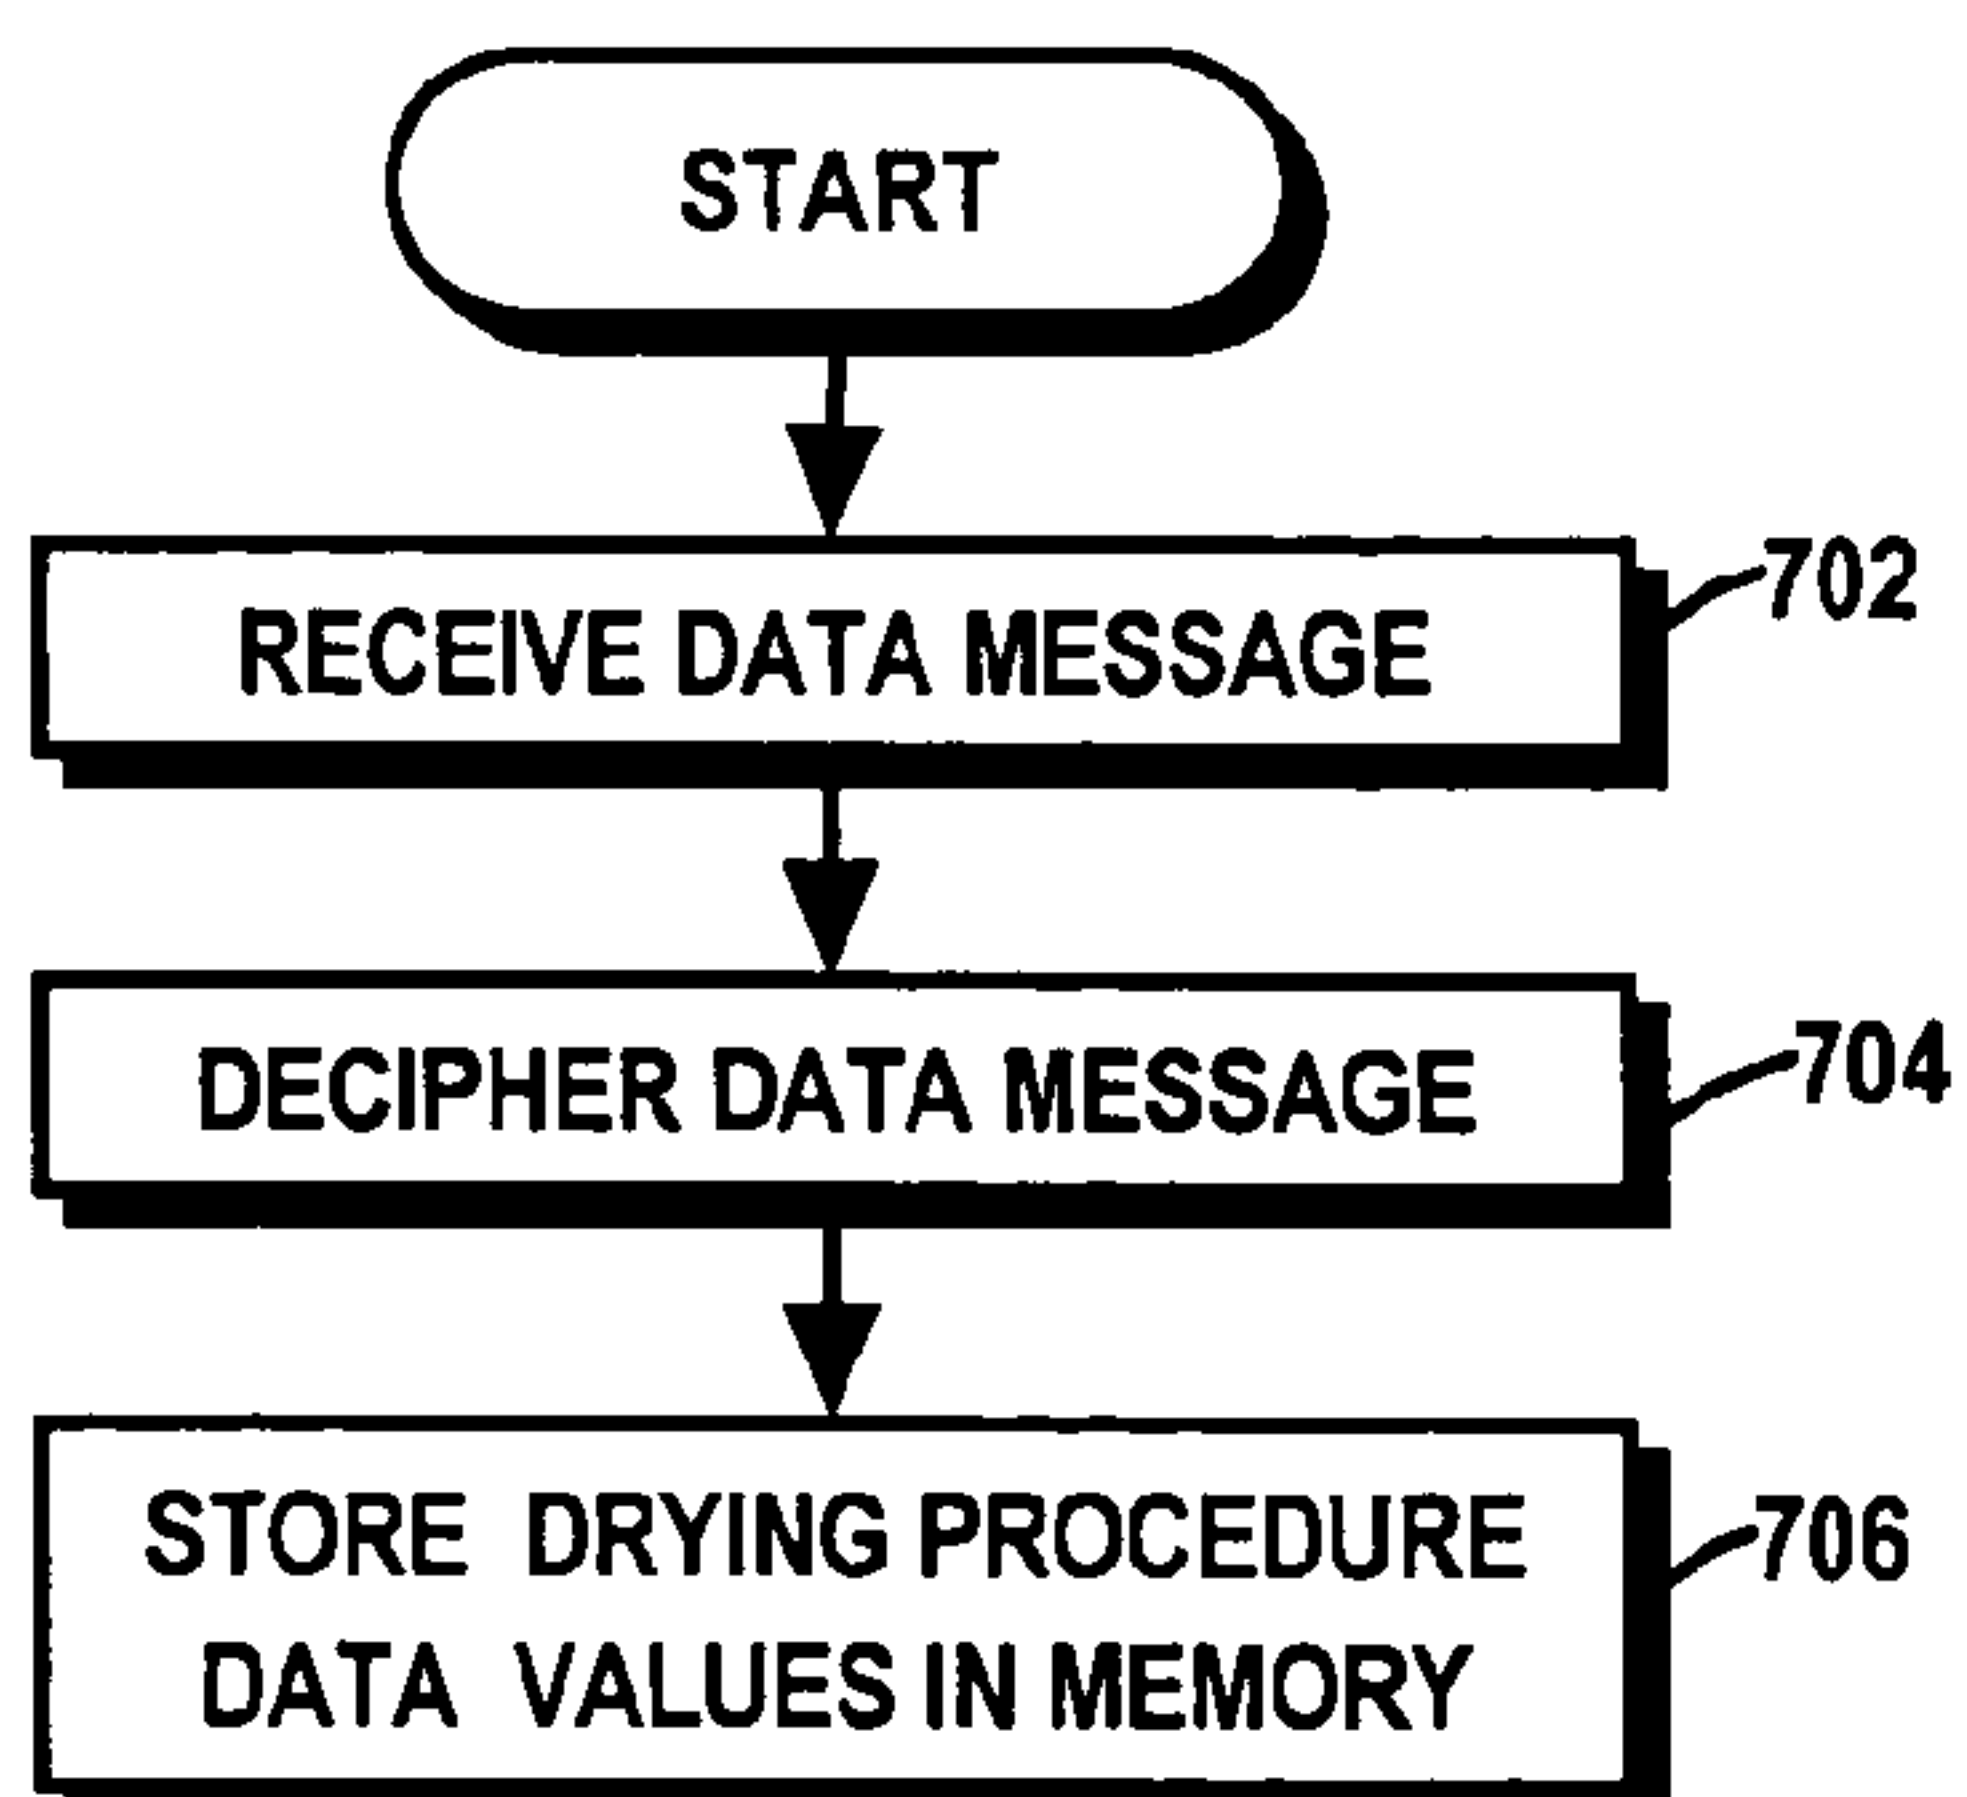 START
702
RECEIVE DATA MESSAGE
704
DECIPHER DATA MESSAGE
706
STORE DRYING PROCEDURE
DATA VALUES IN MEMORY